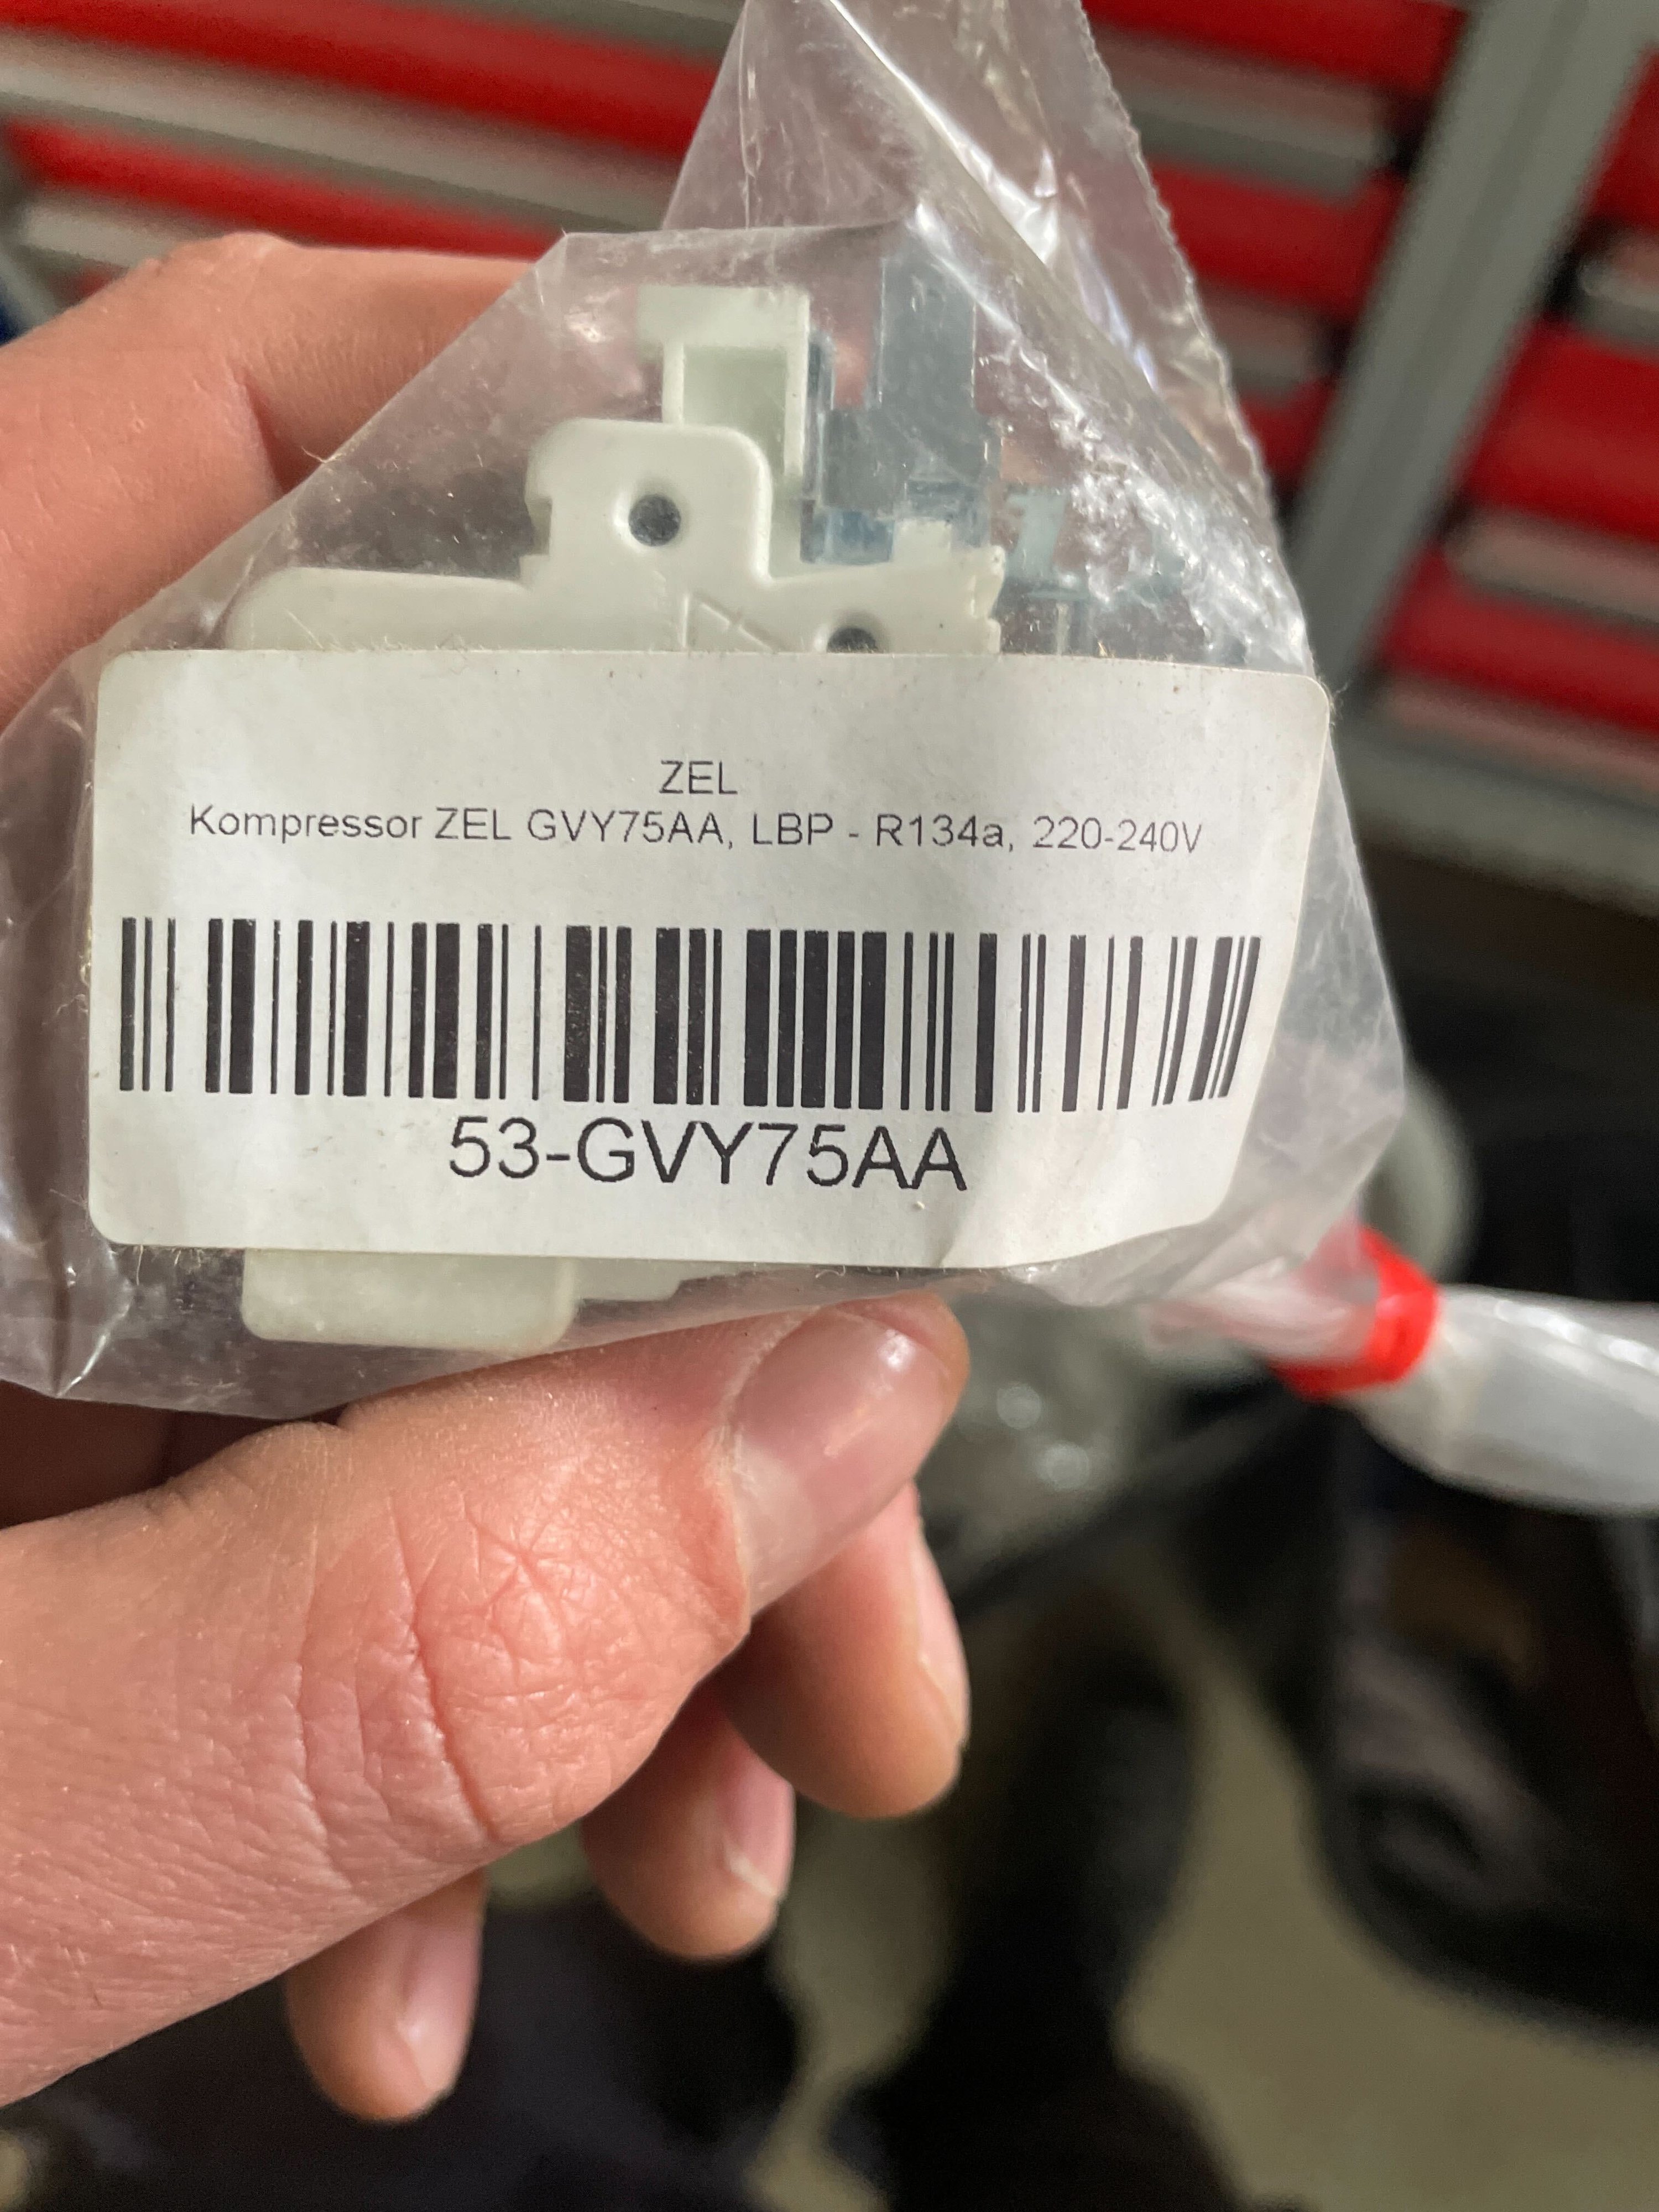 ZEL
Kompressor ZEL GVY75AA, LBP - R134a, 220-240V
53-GVY75AA